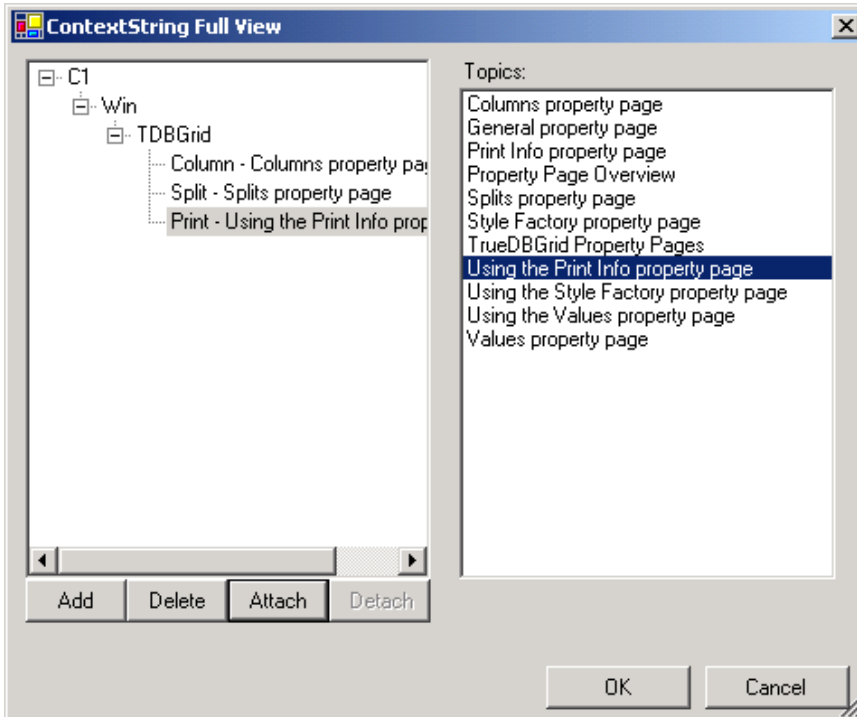 ContextString Full View
C1
Win
TDBGrid
Column - Columns property pa
Split - Splits property page
Print - Using the Print Info prop
Add
Delete
Attach
Detach
Topics:
Columns property page
General property page
Print Info property page
Property Page Overview
Splits property page
Style Factory property page
TrueDBGrid Property Pages
Using the Print Info property page
Using the Style Factory property page
Using the Values property page
Values property page
OK
Cancel